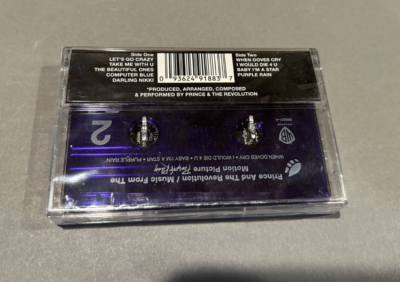 Side One
LET'S GO CRAZY
TAKE ME WITH U
THE BEAUTIFUL ONES
COMPUTER BLUE
DARLING NIKKI
0 93624 91883 7
Side Two
WHEN DOVES CRY
I WOULD DIE 4 U
BABY I'M A STAR
PURPLE RAIN
*PRODUCED, ARRANGED, COMPOSED
& PERFORMED BY PRINCE & THE REVOLUTION
2
Prince And The Revolution / Music From The
Motion Picture Purple Rain
WHEN DOVES CRY • I WOULD DIE 4 U • BABY I'M A STAR • PURPLE RAIN